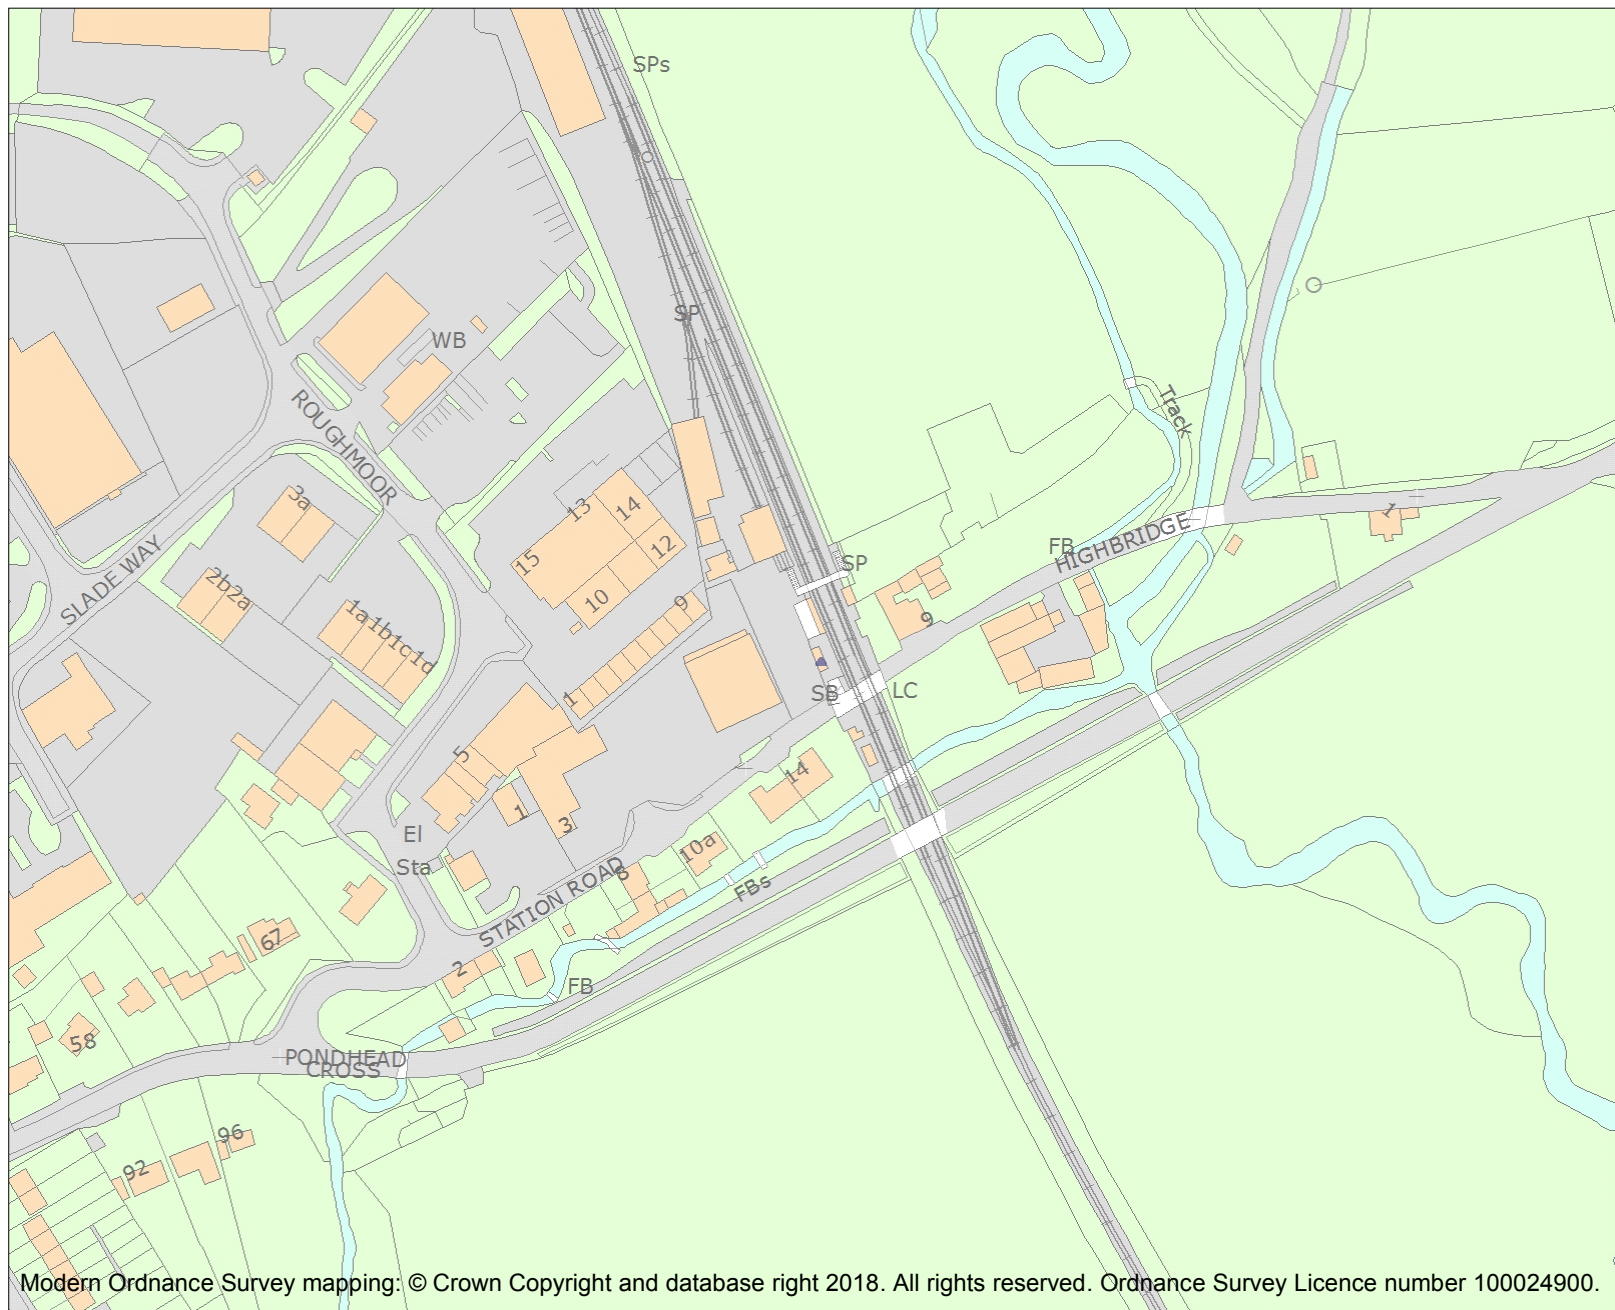 SPs
SP
WB
ROUGHMOOR
Track
3a
13
14
15
12
10
9
SLADE WAY
2b2a
1a1b1c1d
1
FB
HIGHBRIDGE
SP
9
1
SB
LC
5
14
1
3
El
Sta
10a
8
FBs
STATION ROAD
67
2
FB
58
PONDHEAD
CROSS
96
92
Modern Ordnance Survey mapping: © Crown Copyright and database right 2018. All rights reserved. Ordnance Survey Licence number 100024900.